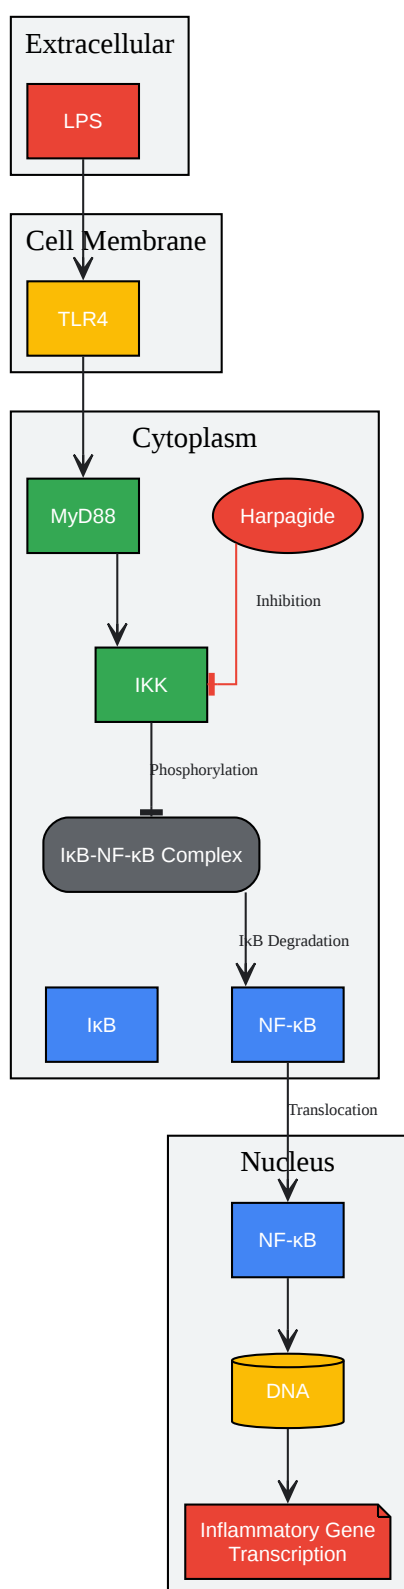 Extracellular
LPS
Cell Membrane
TLR4
Cytoplasm
MyD88
Harpagide
Inhibition
IKK
Phosphorylation
IκB-NF-κB Complex
IκB Degradation
IκB
NF-κB
Translocation
Nucleus
NF-κB
DNA
Inflammatory Gene
Transcription